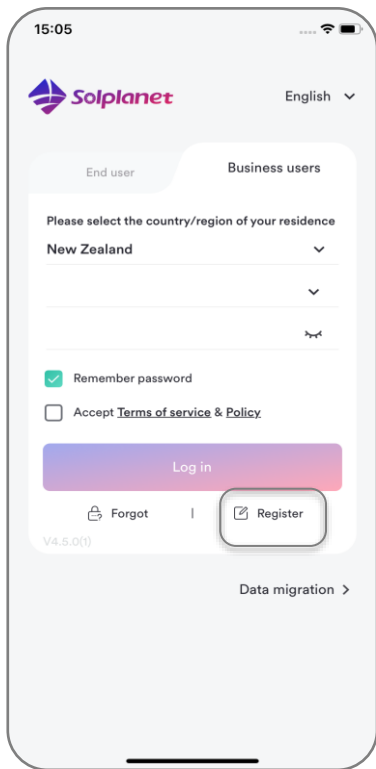 15:05
Solplanet
English
End user
Business users
Please select the country/region of your residence
New Zealand
Remember password
Accept Terms of service & Policy
Log in
Forgot | Register
V4.5.0(1)
Data migration >